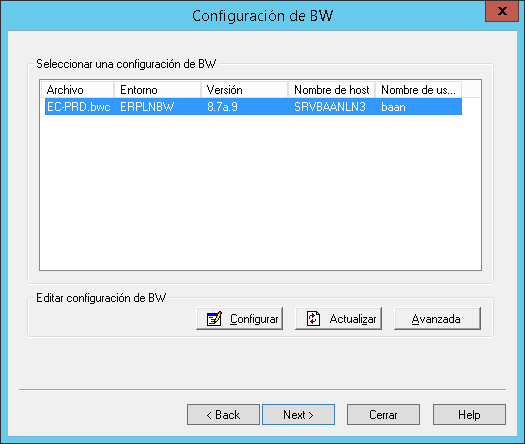 Configuración de BW
x
Seleccionar una configuración de BW
Archivo Entorno Versión Nombre de host Nombre de us...
EC-PRD.bwc ERPLNBW 8.7a.9 SRVBAANLN3 baan
Editar configuración de BW
Configurar Actualizar Avanzada
< Back Next > Cerrar Help